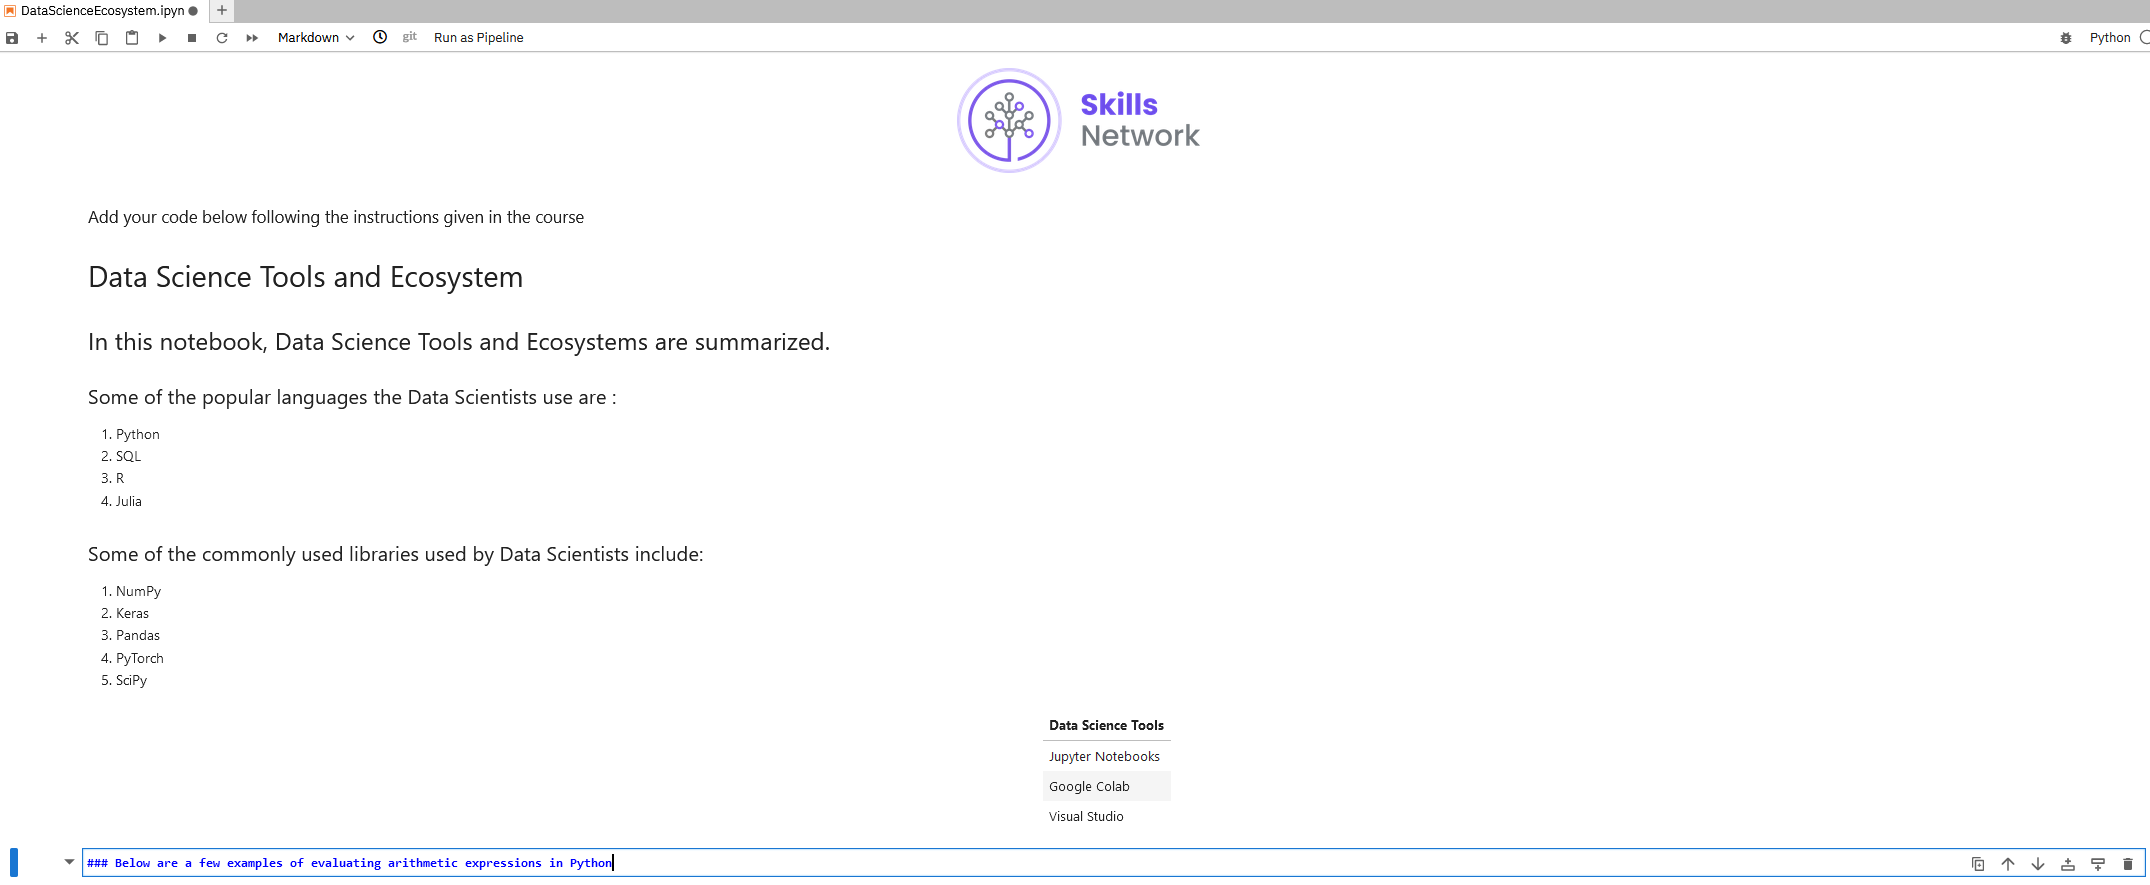 DataScienceEcosystem.ipyn
Markdown git Run as Pipeline Python
Skills
Network
Add your code below following the instructions given in the course
Data Science Tools and Ecosystem
In this notebook, Data Science Tools and Ecosystems are summarized.
Some of the popular languages the Data Scientists use are :
1. Python
2. SQL
3. R
4. Julia
Some of the commonly used libraries used by Data Scientists include:
1. NumPy
2. Keras
3. Pandas
4. PyTorch
5. SciPy
Data Science Tools
Jupyter Notebooks
Google Colab
Visual Studio
### Below are a few examples of evaluating arithmetic expressions in Python